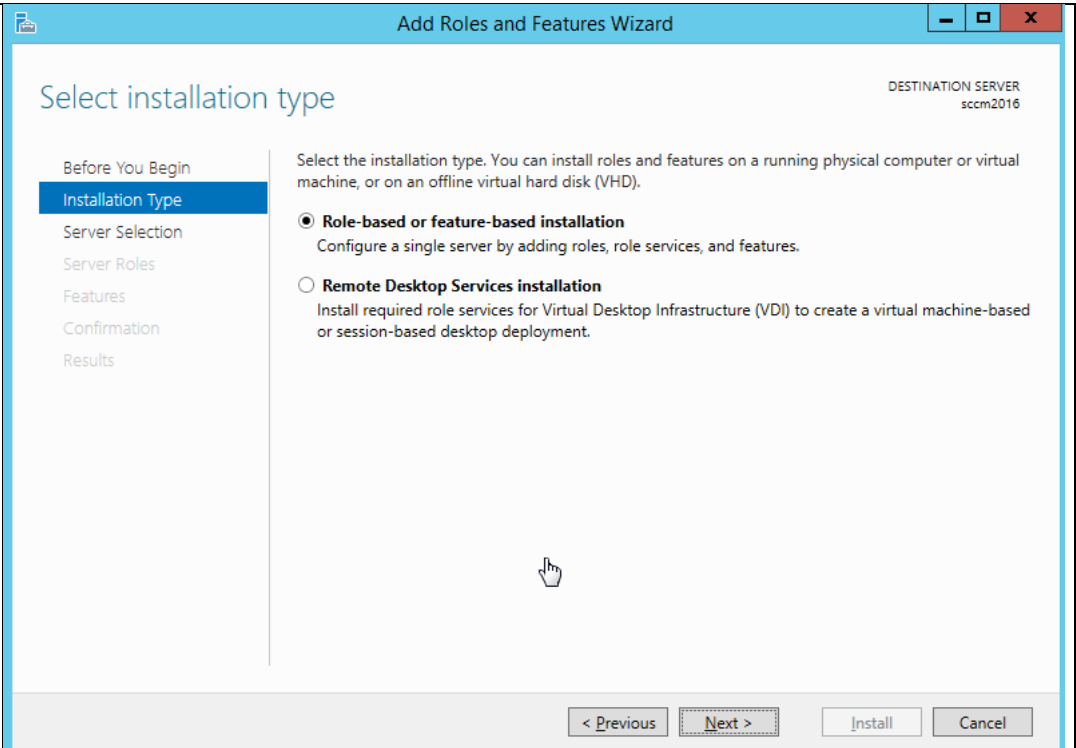 Add Roles and Features Wizard
Select installation type
DESTINATION SERVER
sccm2016
Before You Begin
Installation Type
Server Selection
Server Roles
Features
Confirmation
Results
Select the installation type. You can install roles and features on a running physical computer or virtual
machine, or on an offline virtual hard disk (VHD).
Role-based or feature-based installation
Configure a single server by adding roles, role services, and features.
Remote Desktop Services installation
Install required role services for Virtual Desktop Infrastructure (VDI) to create a virtual machine-based
or session-based desktop deployment.
< Previous
Next >
Install
Cancel